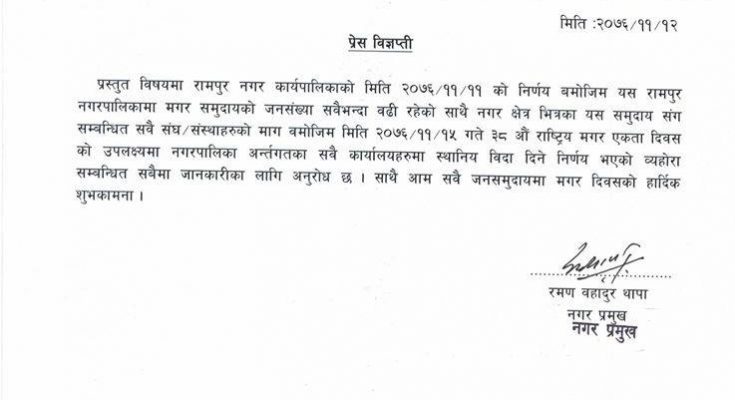 मिति :२०७६/११/१२
प्रेस विज्ञप्ती
प्रस्तुत विषयमा रामपुर नगर कार्यपालिकाको मिति २०७६/११/११ को निर्णय बमोजिम यस रामपुर
नगरपालिकामा मगर समुदायको जनसंख्या सवैभन्दा वढी रहेको साथै नगर क्षेत्र भित्रका यस समुदाय संग
सम्बन्धित सवै संघ/संस्थाहरुको माग वमोजिम मिति २०७६/११/१५ गते ३८ औं राष्ट्रिय मगर एकता दिवस
को उपलक्ष्यमा नगरपालिका अर्न्तगतका सवै कार्यालयहरुमा स्थानिय विदा दिने निर्णय भएको व्यहोरा
सम्बन्धित सबैमा जानकारीका लागि अनुरोध छ । साथै आम सवै जनसमुदायमा मगर दिवसको हार्दिक
शुभकामना ।
रमण वहादुर थापा
नगर प्रमुख
नगर प्रमुख